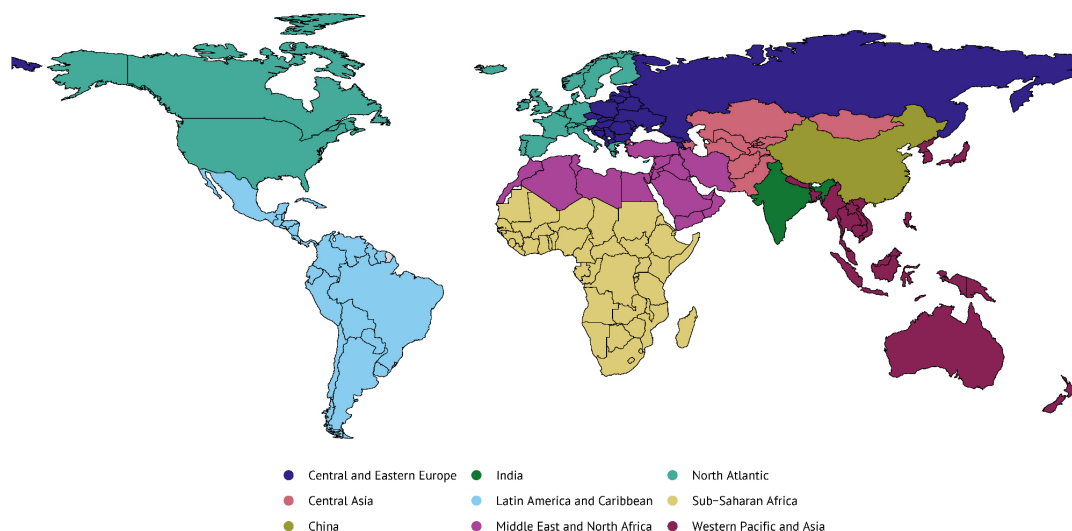 Central and Eastern Europe India North Atlantic
Central Asia Latin America and Caribbean Sub-Saharan Africa
China Middle East and North Africa Western Pacific and Asia